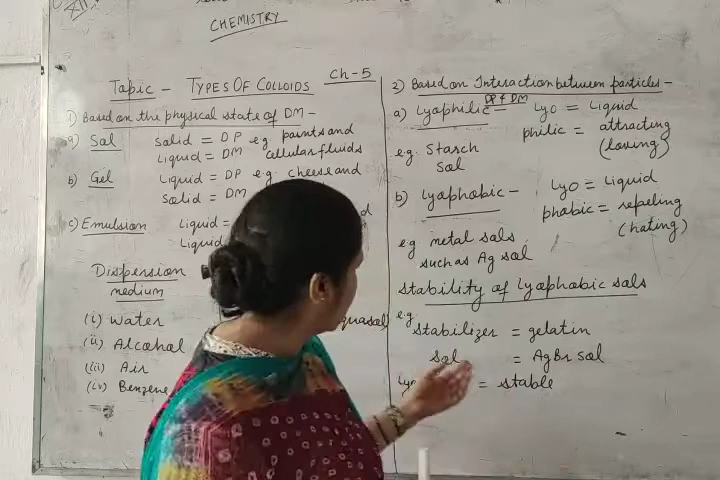 XII
CHEMISTRY
Ch-5
Topic - TYPES OF COLLOIDS
1) Based on the physical state of DM -
a) Sol solid = DP eg paints and
Liquid = DM cellular fluids
b) Gel Liquid = DP e.g. cheese and
Solid = DM
c) Emulsion Liquid =
Liquid
Dispersion
medium
(i) Water
(ii) Alcohol
(iii) Air
(iv) Benzene
2) Based on Interaction between particles -
DP & DM
a) Lyophilic - Lyo = Liquid
philic = attracting
(loving)
e.g. Starch
Sol
b) Lyophobic - Lyo = Liquid
phobic = repeling
(hating)
eg metal sols,
such as Ag sol
Stability of Lyophobic sols
e.g
Stabilizer = gelatin
Sol = AgBr sol
= stable